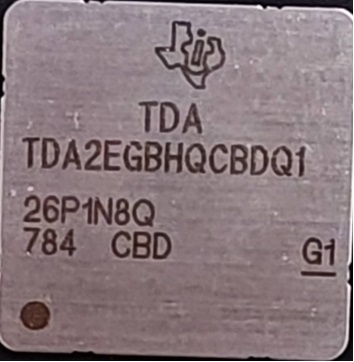 TDA
TDA2EGBHQCBDQ1
26P1N8Q
784 CBD G1